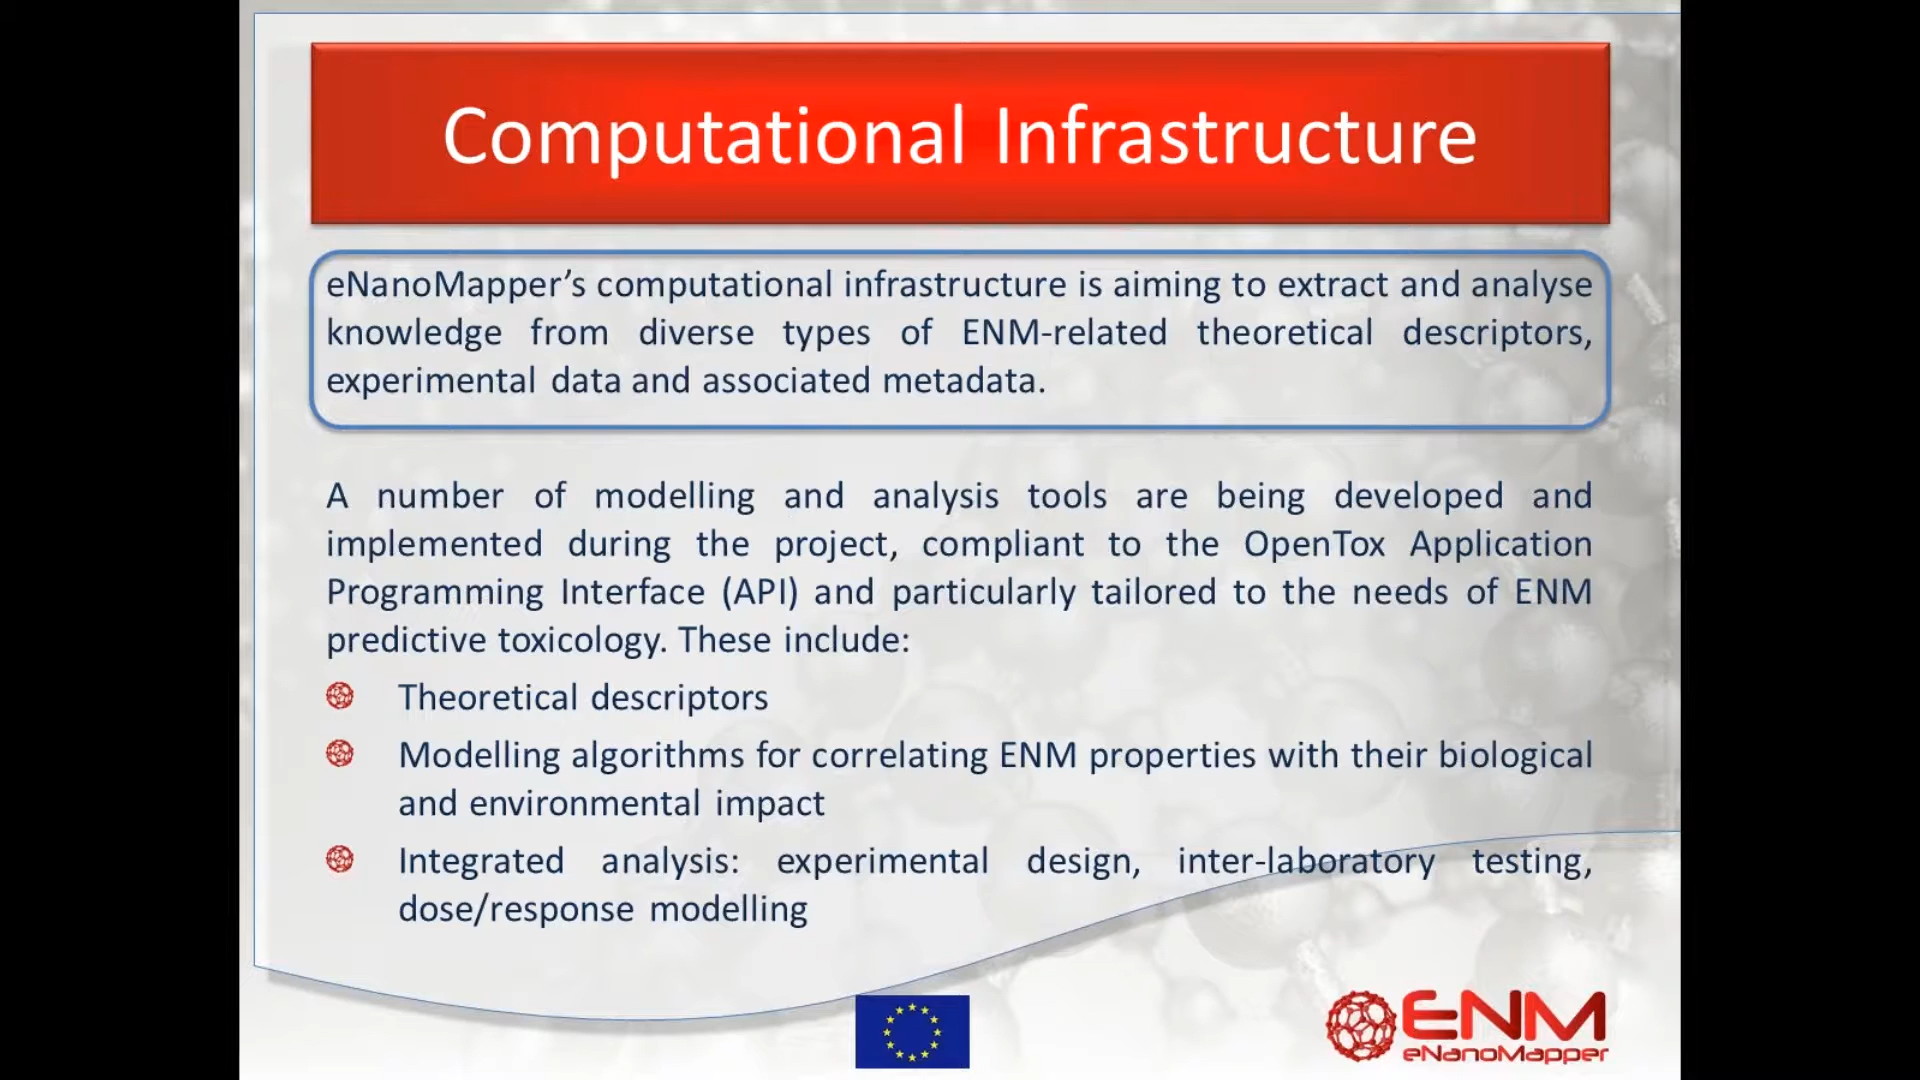 Computational Infrastructure
eNanoMapper’s computational infrastructure is aiming to extract and analyse
knowledge from diverse types of ENM-related theoretical descriptors,
experimental data and associated metadata.
A number of modelling and analysis tools are being developed and
implemented during the project, compliant to the OpenTox Application
Programming Interface (API) and particularly tailored to the needs of ENM
predictive toxicology. These include:
Theoretical descriptors
Modelling algorithms for correlating ENM properties with their biological
and environmental impact
Integrated analysis: experimental design, inter-laboratory testing,
dose/response modelling
ENM
eNanoMapper